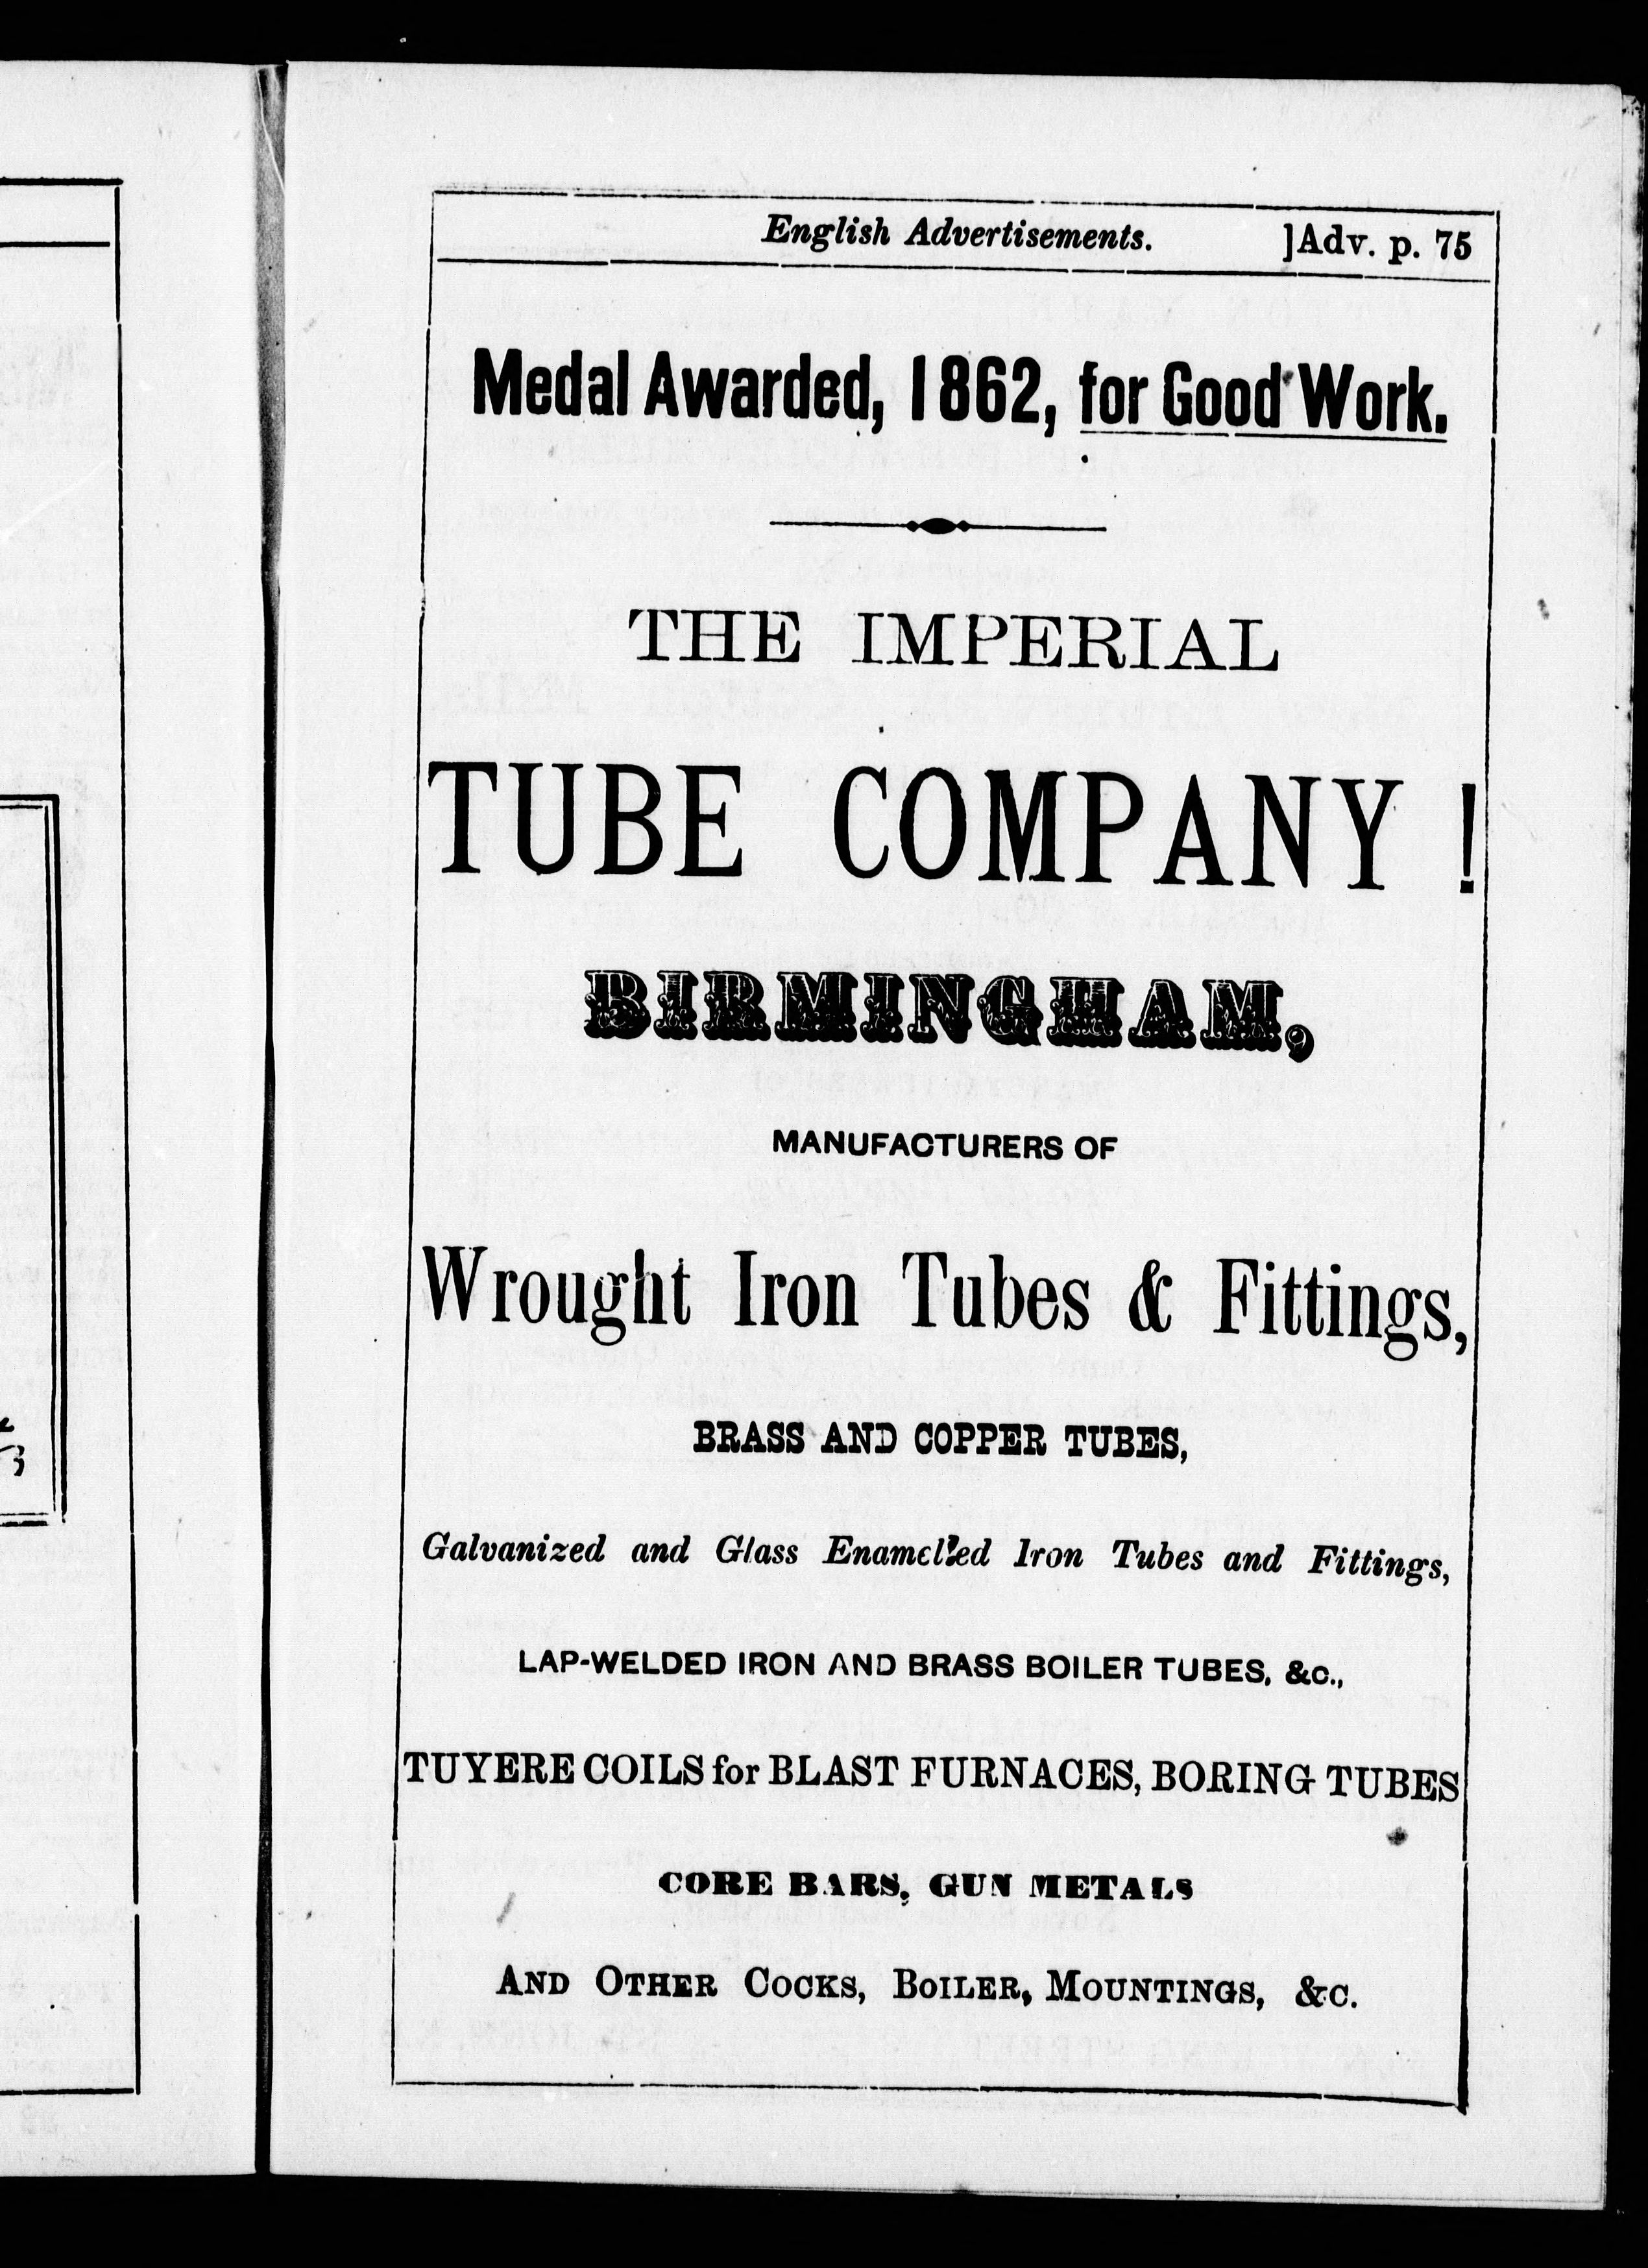 English Advertisements. ]Adv. p. 75
Medal Awarded, 1862, for Good Work.
THE IMPERIAL
TUBE COMPANY !
BIRMINGHAM,
MANUFACTURERS OF
Wrought Iron Tubes & Fittings,
BRASS AND COPPER TUBES,
Galvanized and Glass Enamelled Iron Tubes and Fittings,
LAP-WELDED IRON AND BRASS BOILER TUBES, &c.,
TUYERE COILS for BLAST FURNACES, BORING TUBES
CORE BARS, GUN METALS
AND OTHER COCKS, BOILER, MOUNTINGS, &C.